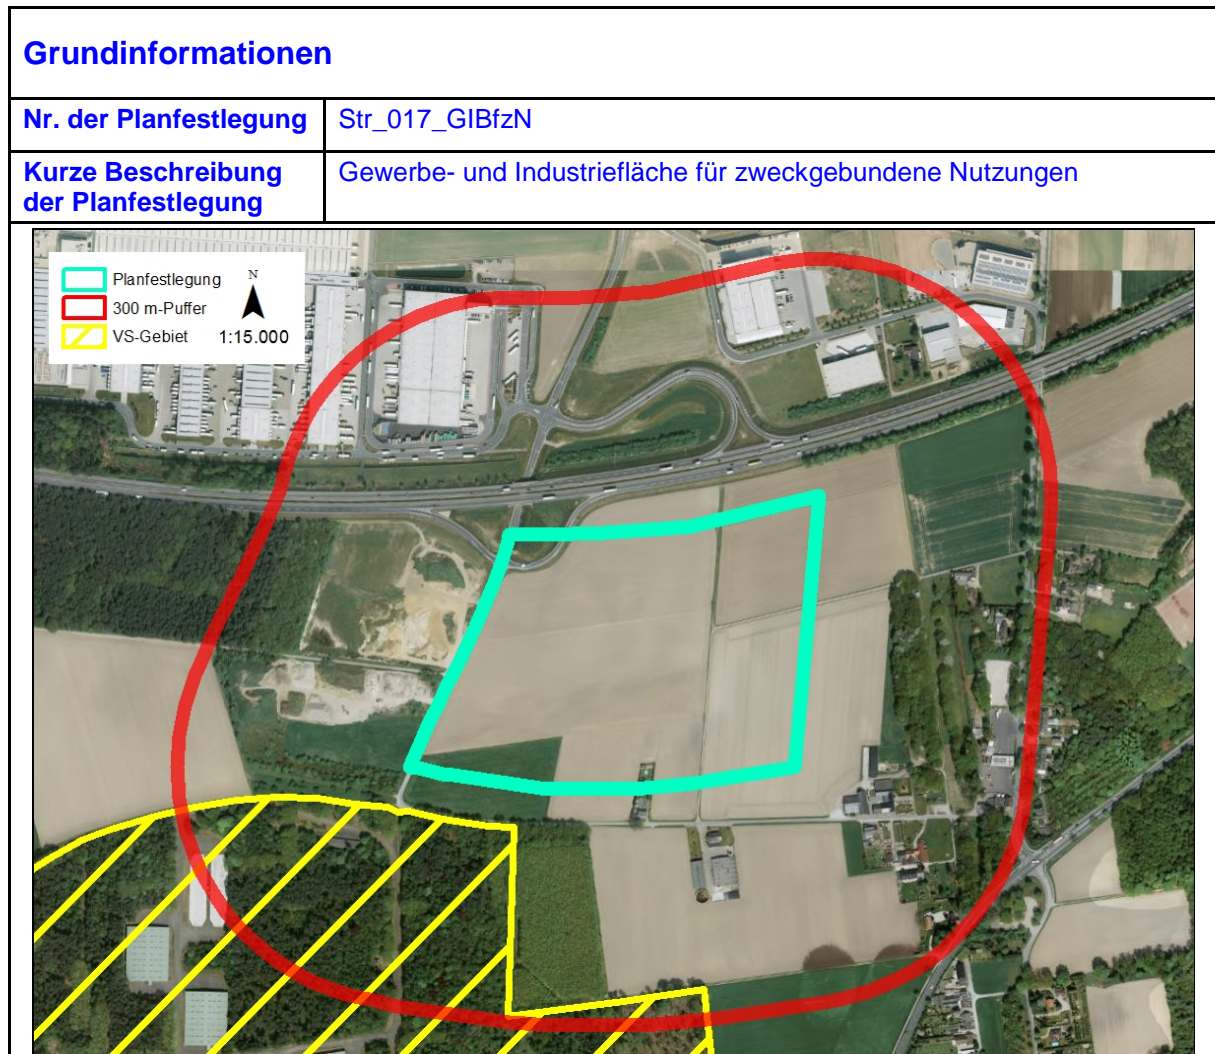 Grundinformationen
Nr. der Planfestlegung Str_017_GIBfzN
Kurze Beschreibung Gewerbe- und Industriefläche für zweckgebundene Nutzungen
der Planfestlegung
Planfestlegung
N
300 m-Puffer
VS-Gebiet
1:15.000